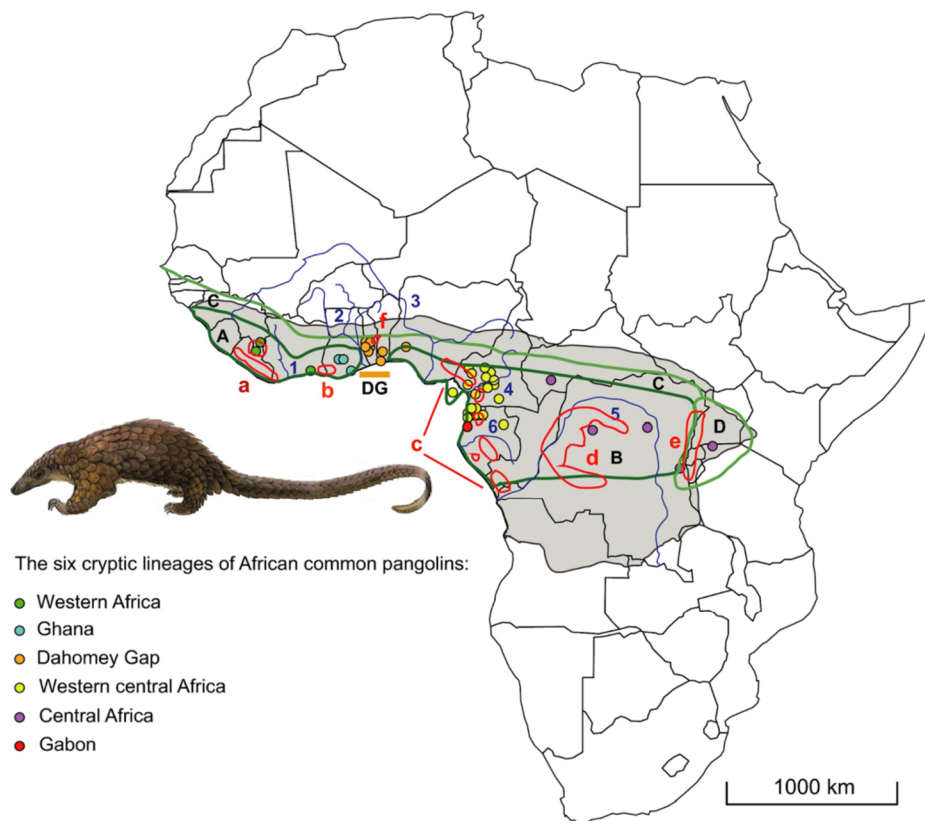 3
C
2
f
A
1
C
a
b
DG
4
5
D
6
e
c
d
B
The six cryptic lineages of African common pangolins:
Western Africa
Ghana
Dahomey Gap
Western central Africa
Central Africa
Gabon
1000 km